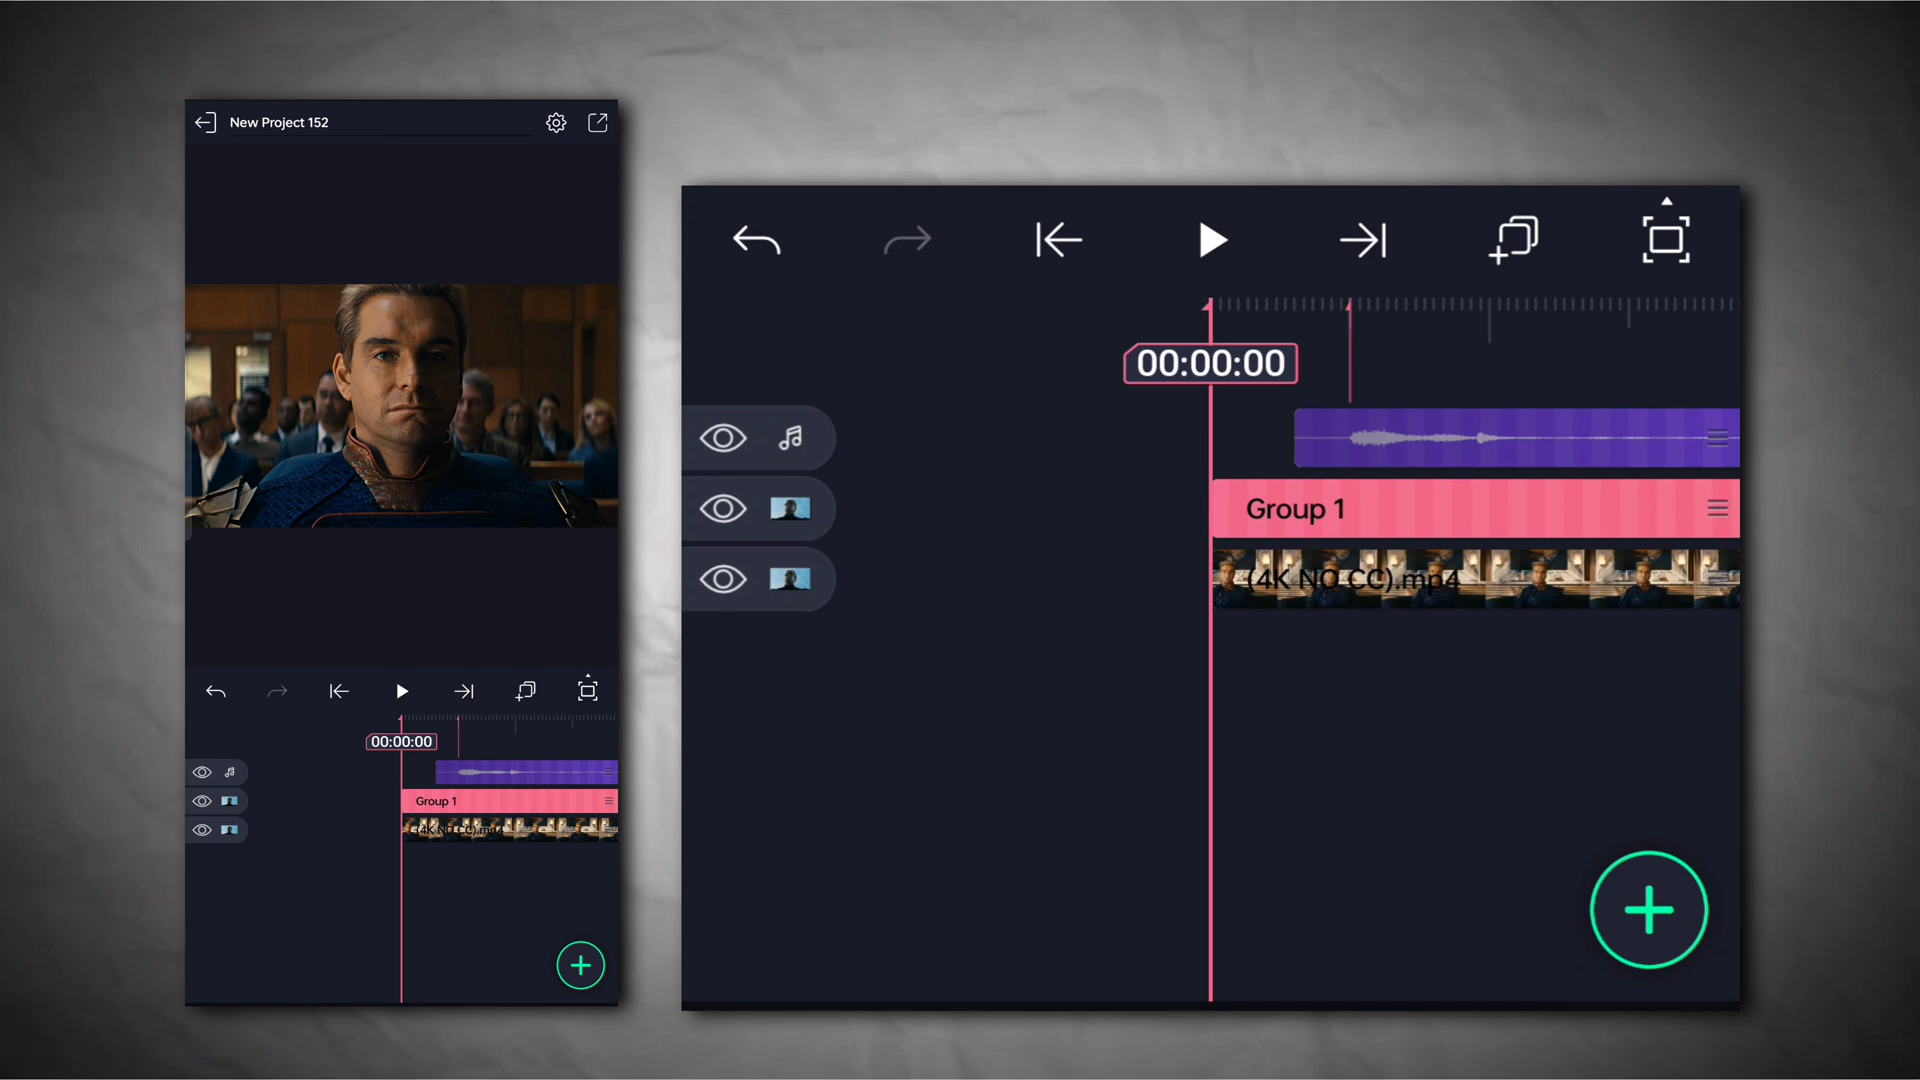 New Project 152
00:00:00
Group 1
(4K NO CC).mp4
00:00:00
Group 1
(4K NO CC).mp4